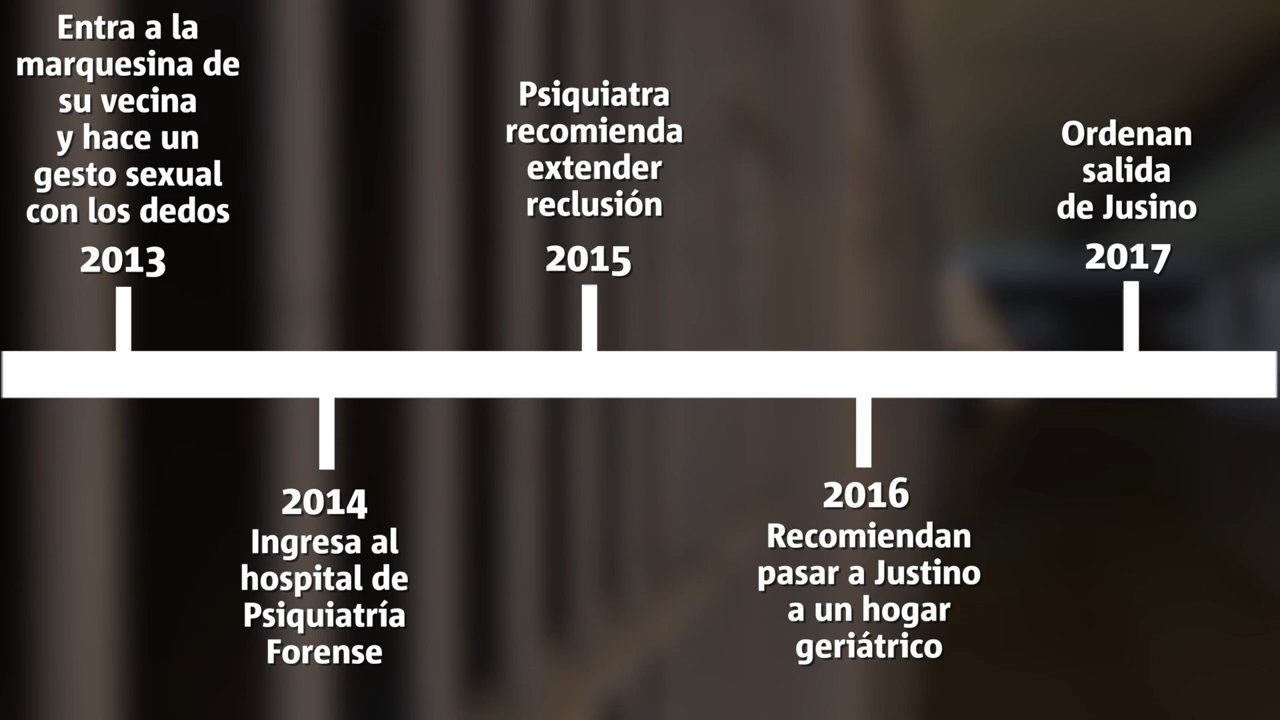 Entra a la
marquesina de
su vecina
y hace un
gesto sexual
con los dedos
2013
2014
Ingresa al
hospital de
Psiquiatría
Forense
Psiquiatra
recomienda
extender
reclusión
2015
2016
Recomiendan
pasar a Justino
a un hogar
geriátrico
Ordenan
salida
de Jusino
2017